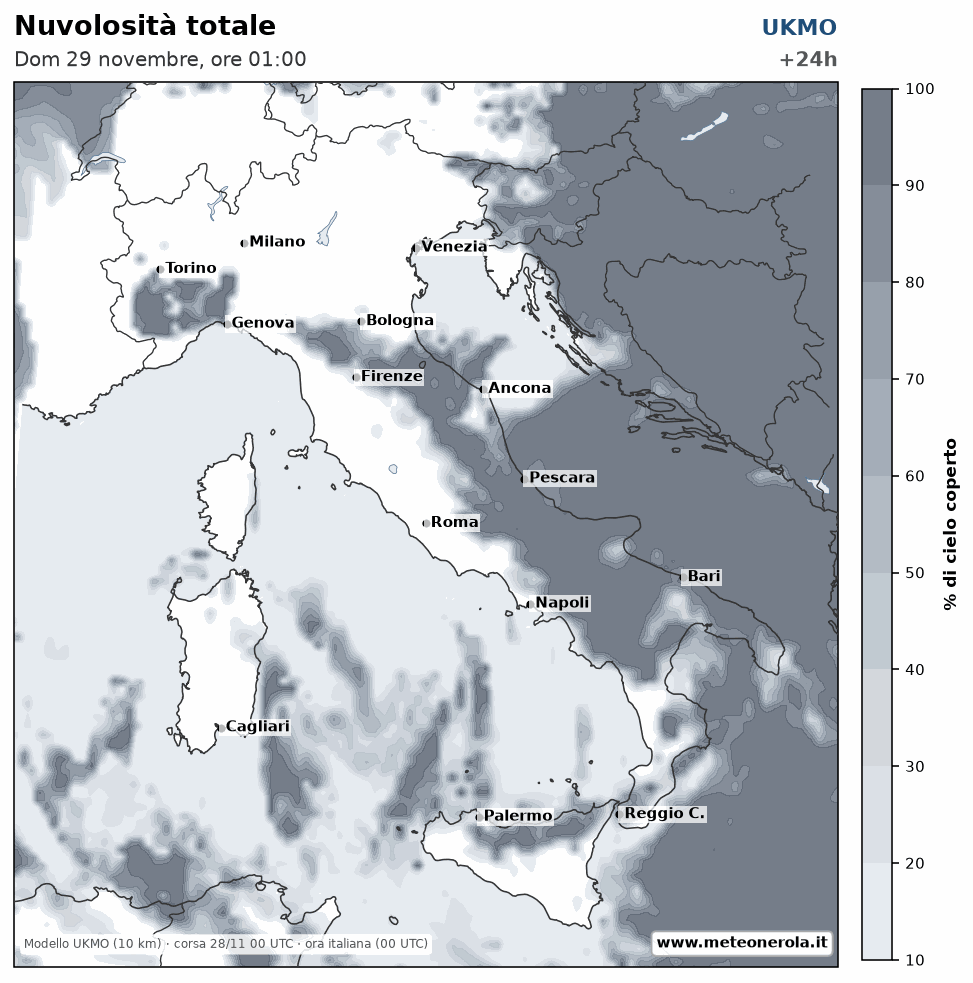 Nuvolosità totale
UKMO
Dom 29 novembre, ore 01:00
+24h
100
90
80
70
60
50
40
30
20
10
% di cielo coperto
Milano
Venezia
Torino
Genova
Bologna
Firenze
Ancona
Pescara
Roma
Bari
Napoli
Cagliari
Palermo
Reggio C.
Modello UKMO (10 km) · corsa 28/11 00 UTC · ora italiana (00 UTC)
www.meteonerola.it